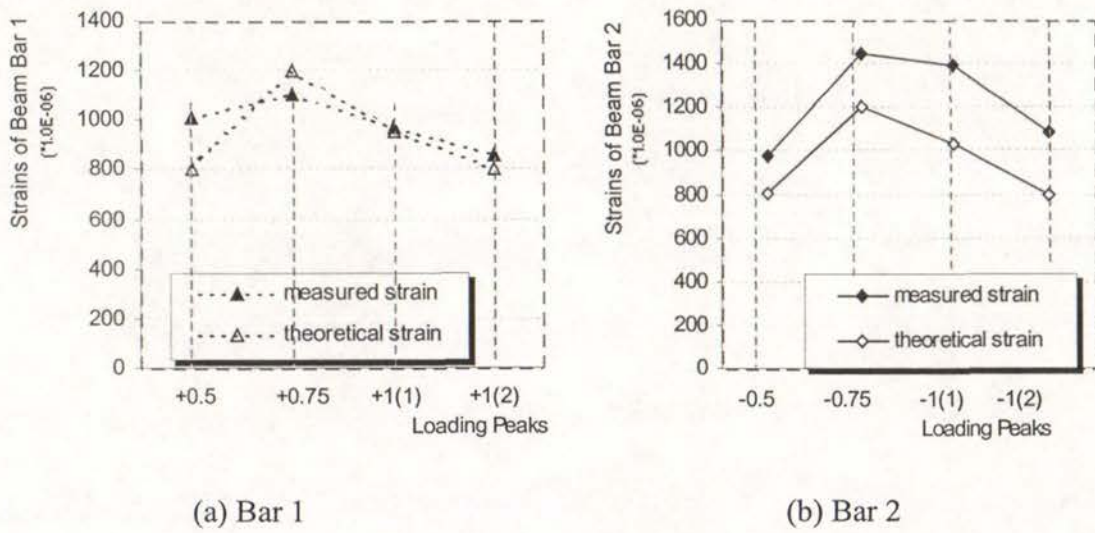 Strains of Beam Bar 1
(*1.0E-06)
1400
1200
1000
800
600
400
200
0
measured strain
theoretical strain
+0.5 +0.75 +1(1) +1(2)
Loading Peaks
(a) Bar 1
Strains of Beam Bar 2
(*1.0E-06)
1600
1400
1200
1000
800
600
400
200
0
measured strain
theoretical strain
-0.5 -0.75 -1(1) -1(2)
Loading Peaks
(b) Bar 2